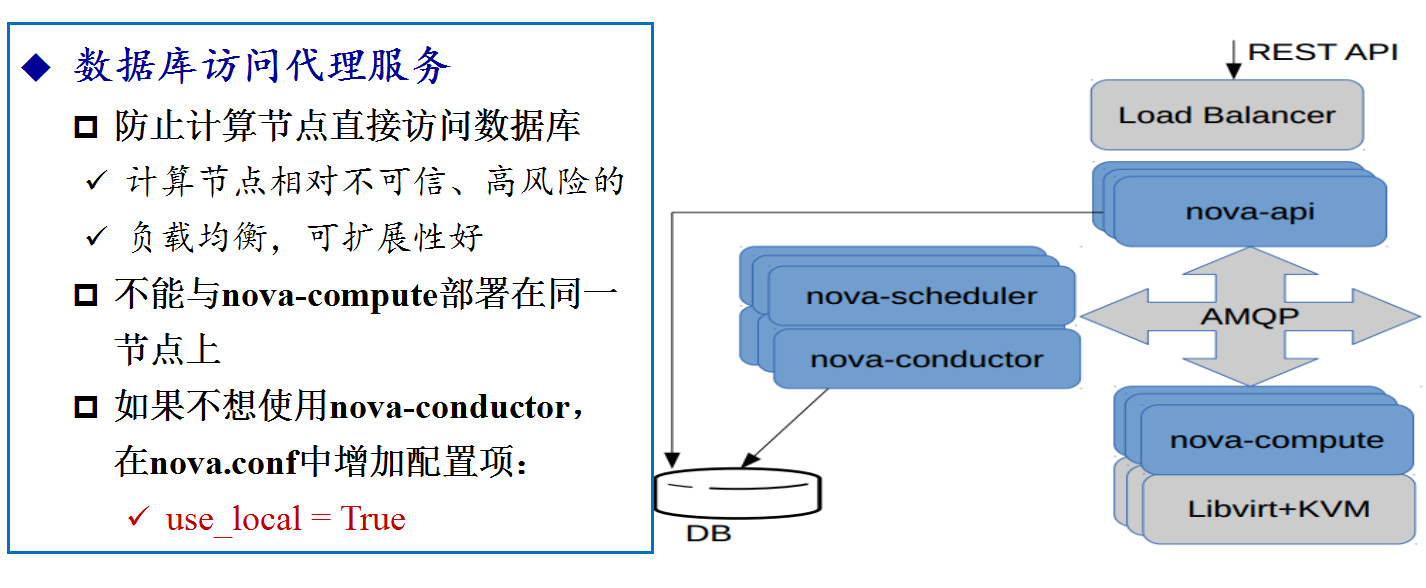 数据库访问代理服务
防止计算节点直接访问数据库
计算节点相对不可信、高风险的
负载均衡，可扩展性好
不能与nova-compute部署在同一
节点上
如果不想使用nova-conductor，
在nova.conf中增加配置项：
use_local = True
REST API
Load Balancer
nova-api
nova-scheduler
AMQP
nova-conductor
nova-compute
Libvirt+KVM
DB